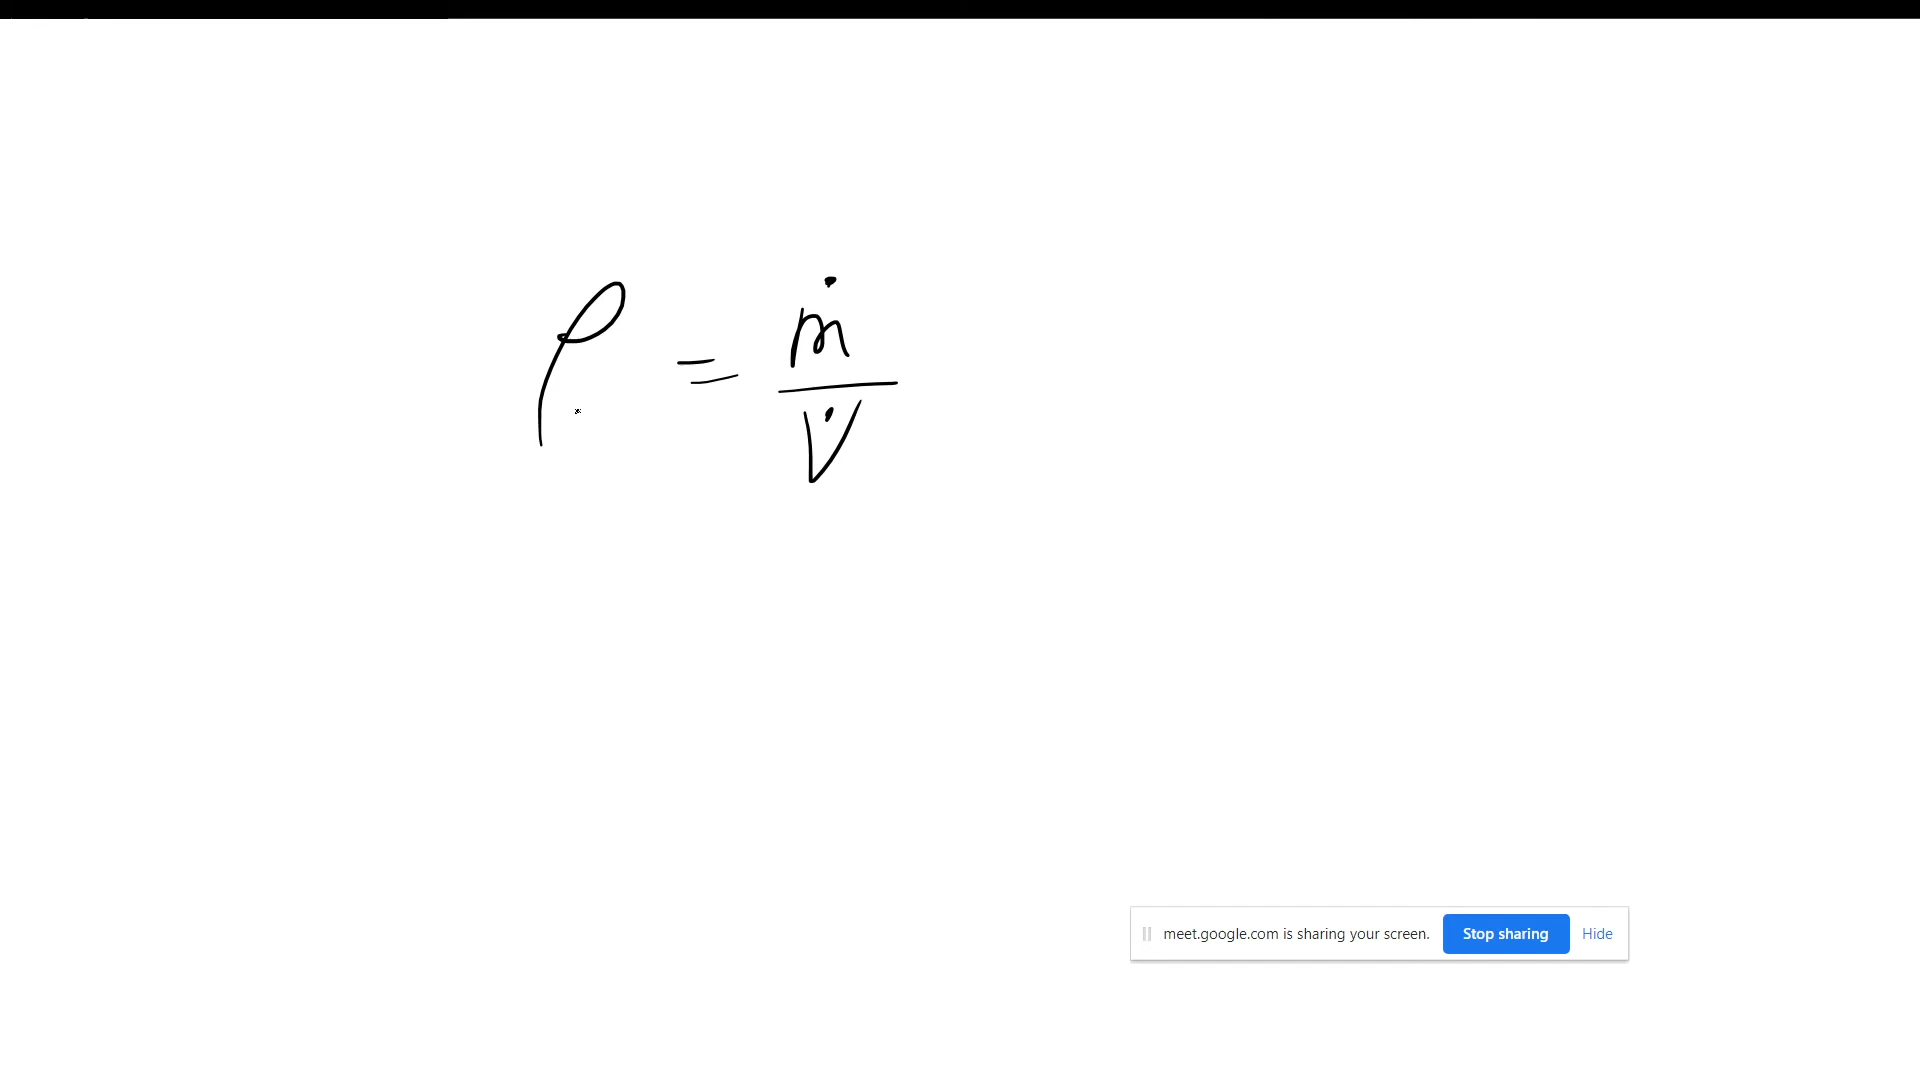 ρ = ṁ / V̇
meet.google.com is sharing your screen. Stop sharing Hide